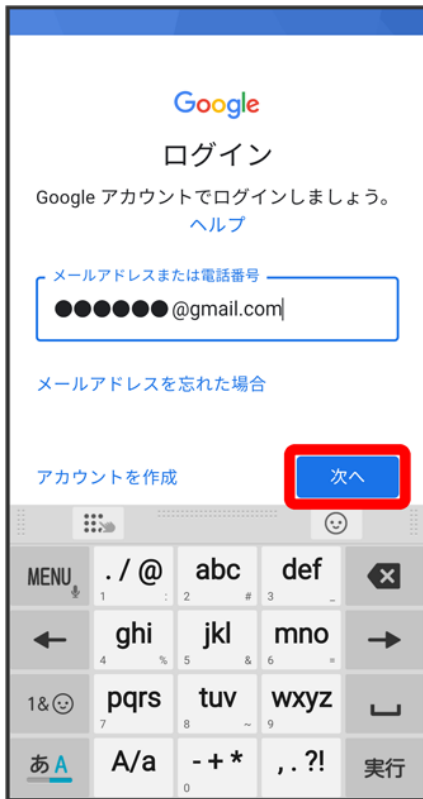 Google
ログイン
Google アカウントでログインしましょう。
ヘルプ
メールアドレスまたは電話番号
●●●●●●@gmail.com
メールアドレスを忘れた場合
アカウントを作成
次へ
MENU
. / @
1 :
abc
2 #
def
3 _
ghi
4 %
jkl
5 &
mno
6 =
1&
pqrs
7
tuv
8 ~
wxyz
9
あA
A/a
- + *
0
, . ?!
実行